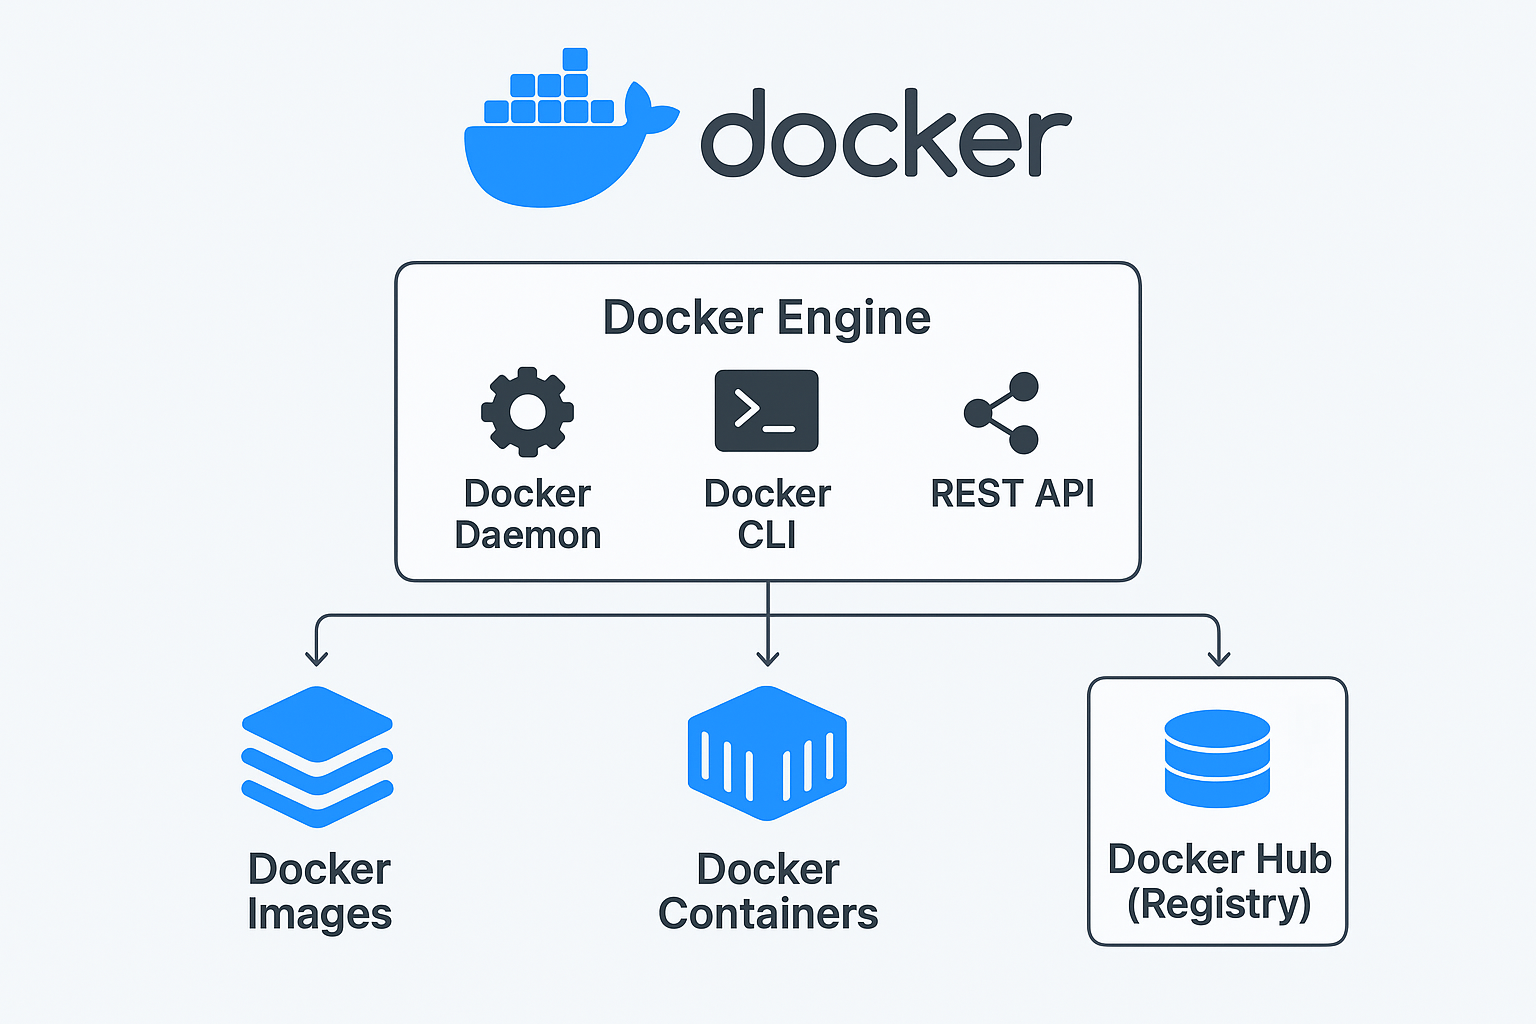 docker
Docker Engine
Docker
Daemon
Docker
CLI
REST API
Docker
Images
Docker
Containers
Docker Hub
(Registry)